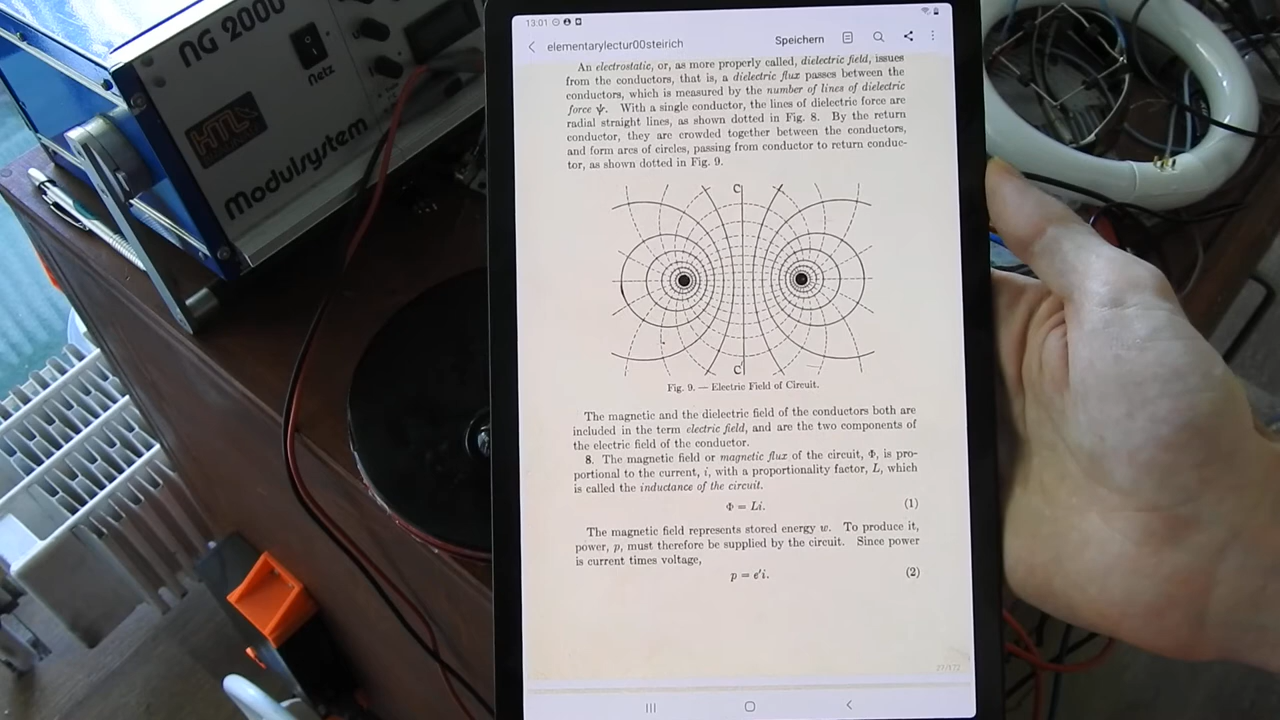 NG 2000
Netz
HTL
Modulsystem
13:01
elementarylectur00steirich
Speichern
An electrostatic, or, as more properly called, dielectric field, issues
from the conductors, that is, a dielectric flux passes between the
conductors, which is measured by the number of lines of dielectric
force ψ. With a single conductor, the lines of dielectric force are
radial straight lines, as shown dotted in Fig. 8. By the return
conductor, they are crowded together between the conductors,
and form arcs of circles, passing from conductor to return conduc-
tor, as shown dotted in Fig. 9.
C
C'
Fig. 9. — Electric Field of Circuit.
The magnetic and the dielectric field of the conductors both are
included in the term electric field, and are the two components of
the electric field of the conductor.
8. The magnetic field or magnetic flux of the circuit, Φ, is pro-
portional to the current, i, with a proportionality factor, L, which
is called the inductance of the circuit.
Φ = Li. (1)
The magnetic field represents stored energy w. To produce it,
power, p, must therefore be supplied by the circuit. Since power
is current times voltage,
p = e'i. (2)
27/172